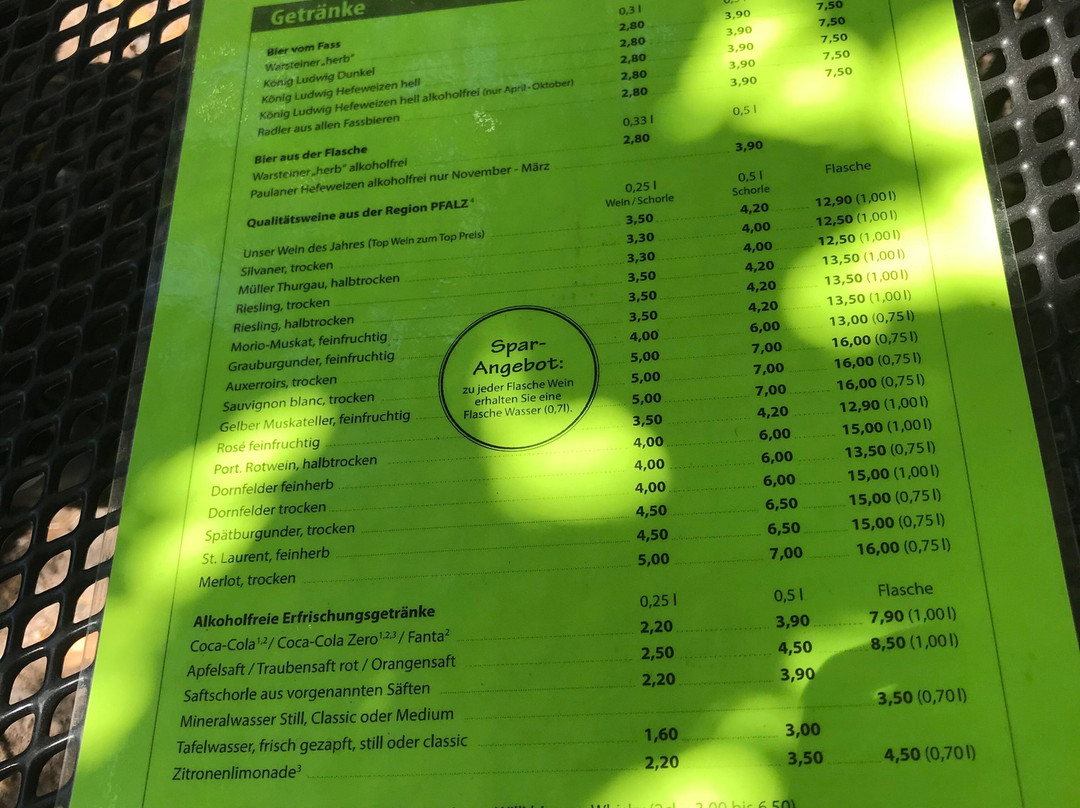 Getränke
Bier vom Fass 0,3 l
Warsteiner „herb“ 2,80 3,90 7,50
König Ludwig Dunkel 2,80 3,90 7,50
König Ludwig Hefeweizen hell 2,80 3,90 7,50
König Ludwig Hefeweizen hell alkoholfrei (nur April - Oktober) 2,80 3,90 7,50
Radler aus allen Fassbieren 2,80 3,90 7,50
Bier aus der Flasche 0,33 l 0,5 l
Warsteiner „herb“ alkoholfrei 2,80
Paulaner Hefeweizen alkoholfrei nur November - März 3,90
Qualitätsweine aus der Region PFALZ⁴ 0,25 l 0,5 l Flasche
Wein / Schorle Schorle
Unser Wein des Jahres (Top Wein zum Top Preis) 3,50 4,20 12,90 (1,00 l)
Silvaner, trocken 3,30 4,00 12,50 (1,00 l)
Müller Thurgau, halbtrocken 3,30 4,00 12,50 (1,00 l)
Riesling, trocken 3,50 4,20 13,50 (1,00 l)
Riesling, halbtrocken 3,50 4,20 13,50 (1,00 l)
Morio-Muskat, feinfruchtig 3,50 4,20 13,50 (1,00 l)
Grauburgunder, feinfruchtig 4,00 6,00 13,00 (0,75 l)
Auxerroirs, trocken 5,00 7,00 16,00 (0,75 l)
Sauvignon blanc, trocken 5,00 7,00 16,00 (0,75 l)
Gelber Muskateller, feinfruchtig 5,00 7,00 16,00 (0,75 l)
Rosé feinfruchtig 3,50 4,20 12,90 (1,00 l)
Port. Rotwein, halbtrocken 4,00 6,00 15,00 (1,00 l)
Dornfelder feinherb 4,00 6,00 13,50 (0,75 l)
Dornfelder trocken 4,00 6,00 15,00 (1,00 l)
Spätburgunder, trocken 4,50 6,50 15,00 (0,75 l)
St. Laurent, feinherb 4,50 6,50 15,00 (0,75 l)
Merlot, trocken 5,00 7,00 16,00 (0,75 l)
Spar-
Angebot:
zu jeder Flasche Wein
erhalten Sie eine
Flasche Wasser (0,7l).
Alkoholfreie Erfrischungsgetränke 0,25 l 0,5 l Flasche
Coca-Cola¹,² / Coca-Cola Zero¹,²,³ / Fanta² 2,20 3,90 7,90 (1,00 l)
Apfelsaft / Traubensaft rot / Orangensaft 2,50 4,50 8,50 (1,00 l)
Saftschorle aus vorgenannten Säften 2,20 3,90
Mineralwasser Still, Classic oder Medium 3,50 (0,70 l)
Tafelwasser, frisch gezapft, still oder classic 1,60 3,00
Zitronenlimonade³ 2,20 3,50 4,50 (0,70 l)